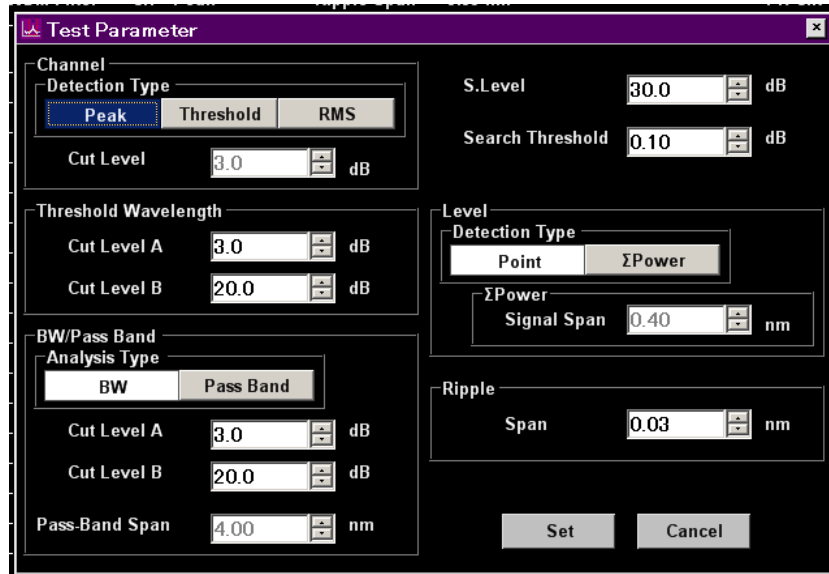 Test Parameter
Channel
Detection Type
Peak Threshold RMS
Cut Level 3.0 dB
S.Level 30.0 dB
Search Threshold 0.10 dB
Threshold Wavelength
Cut Level A 3.0 dB
Cut Level B 20.0 dB
Level
Detection Type
Point ΣPower
ΣPower
Signal Span 0.40 nm
BW/Pass Band
Analysis Type
BW Pass Band
Cut Level A 3.0 dB
Cut Level B 20.0 dB
Pass-Band Span 4.00 nm
Ripple
Span 0.03 nm
Set Cancel